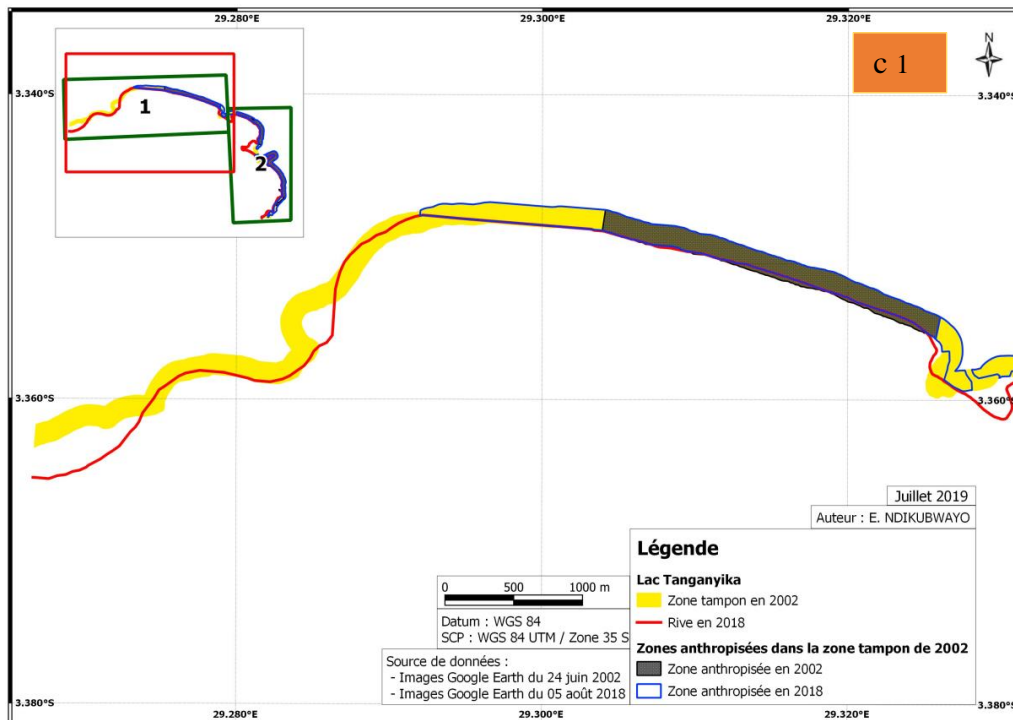 29.280°E 29.300°E 29.320°E
c 1
N
3.340°S 3.340°S
1
2
3.360°S 3.360°S
Juillet 2019
Auteur : E. NDIKUBWAYO
0 500 1000 m
Datum : WGS 84
SCP : WGS 84 UTM / Zone 35 S
Source de données :
- Images Google Earth du 24 juin 2002
- Images Google Earth du 05 août 2018
Légende
Lac Tanganyika
Zone tampon en 2002
Rive en 2018
Zones anthropisées dans la zone tampon de 2002
Zone anthropisée en 2002
Zone anthropisée en 2018
3.380°S 3.380°S
29.280°E 29.300°E 29.320°E